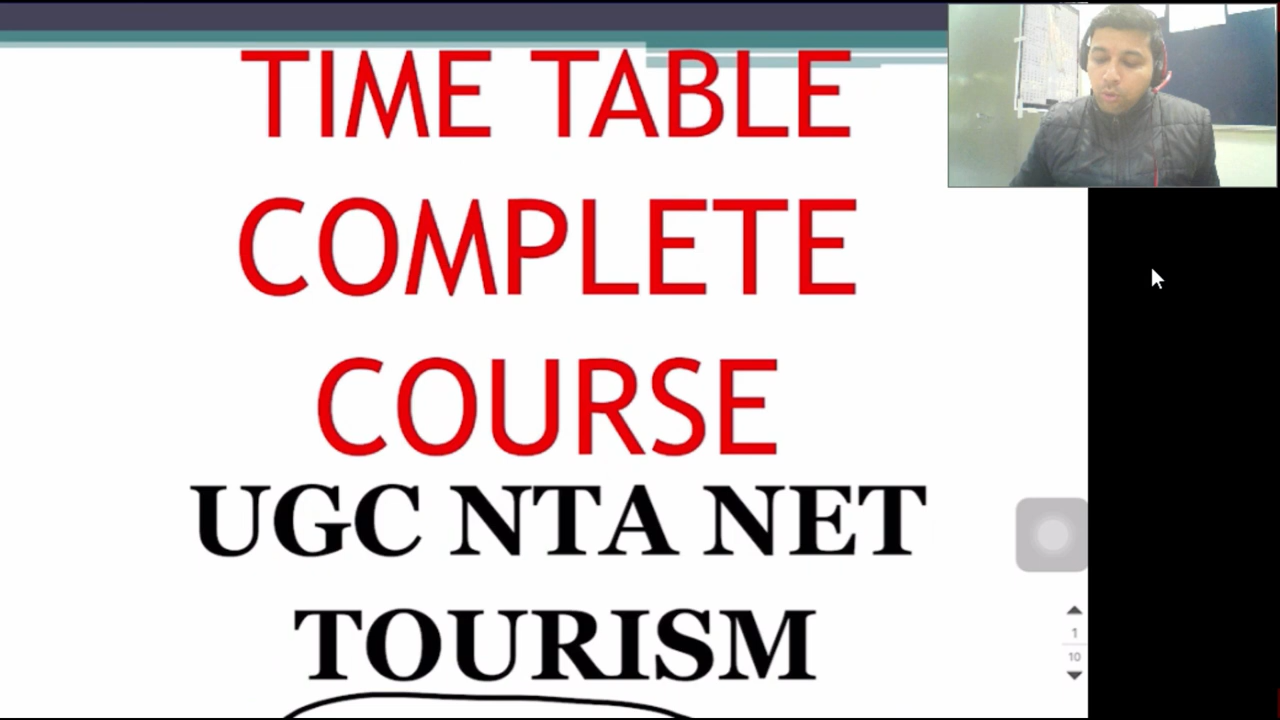 TIME TABLE
COMPLETE
COURSE
UGC NTA NET
TOURISM
1
10